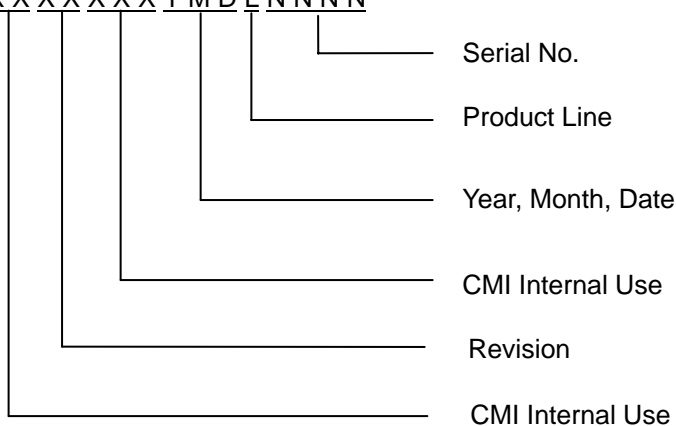 X X X X X X X Y M D L N N N N
Serial No.
Product Line
Year, Month, Date
CMI Internal Use
Revision
CMI Internal Use